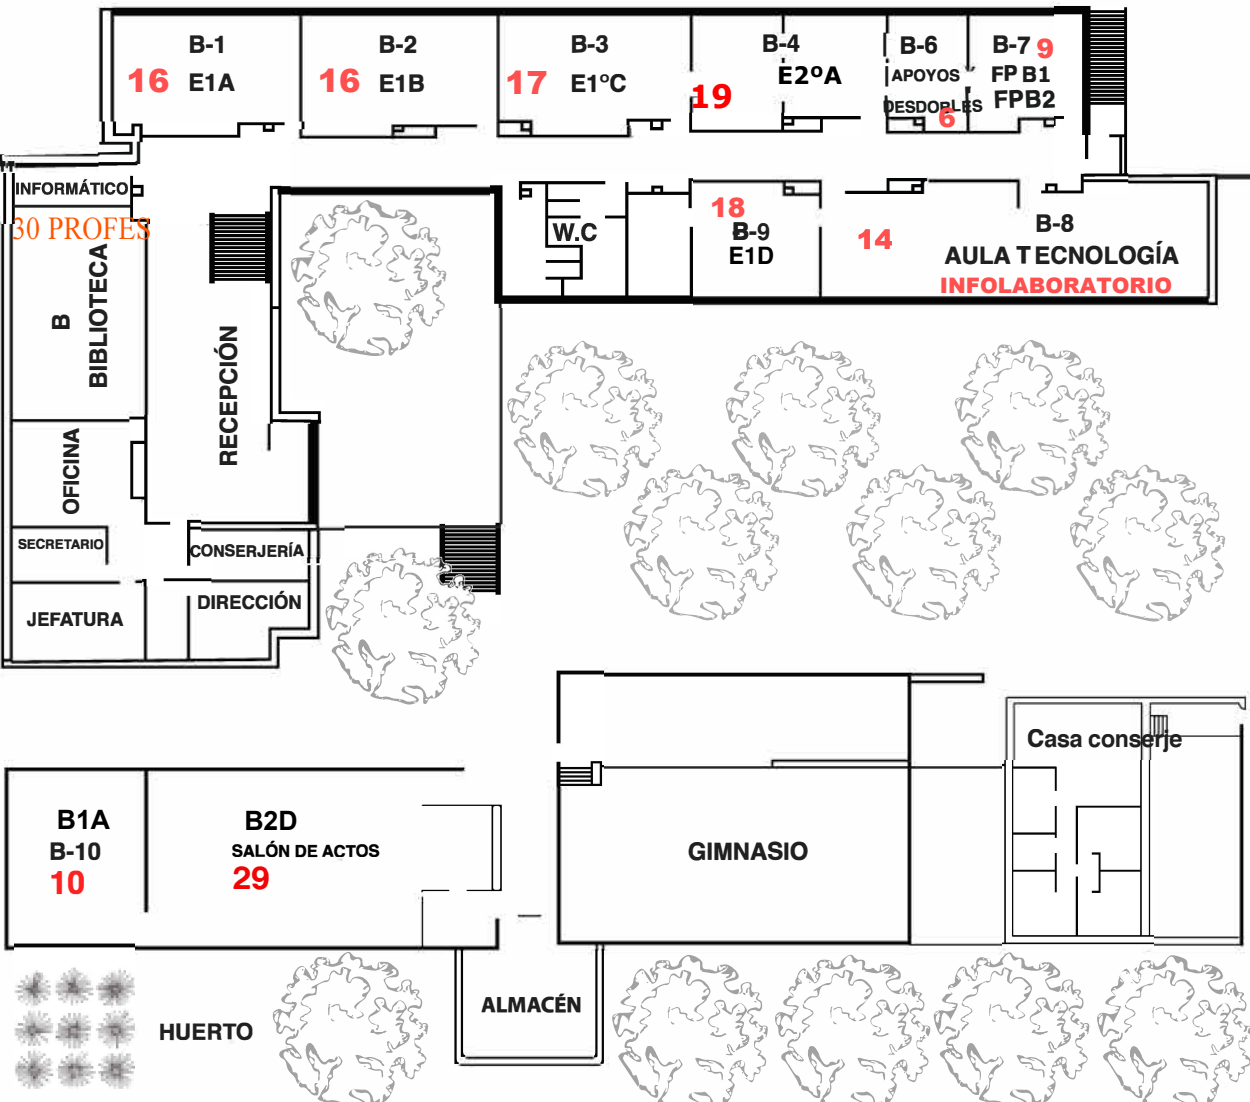 B-1
16 E1A
B-2
16 E1B
B-3
17 E1ºC
B-4
E2ºA
19
B-6
APOYOS Y
DESDOBLES
6
B-7 9
FP B1
FPB2
INFORMÁTICO
30 PROFES
B
BIBLIOTECA
RECEPCIÓN
OFICINA
SECRETARIO
CONSERJERÍA
JEFATURA
DIRECCIÓN
W.C
18
B-9
E1D
14
B-8
AULA TECNOLOGÍA
INFOLABORATORIO
Casa conserje
B1A
B-10
10
B2D
SALÓN DE ACTOS
29
GIMNASIO
ALMACÉN
HUERTO